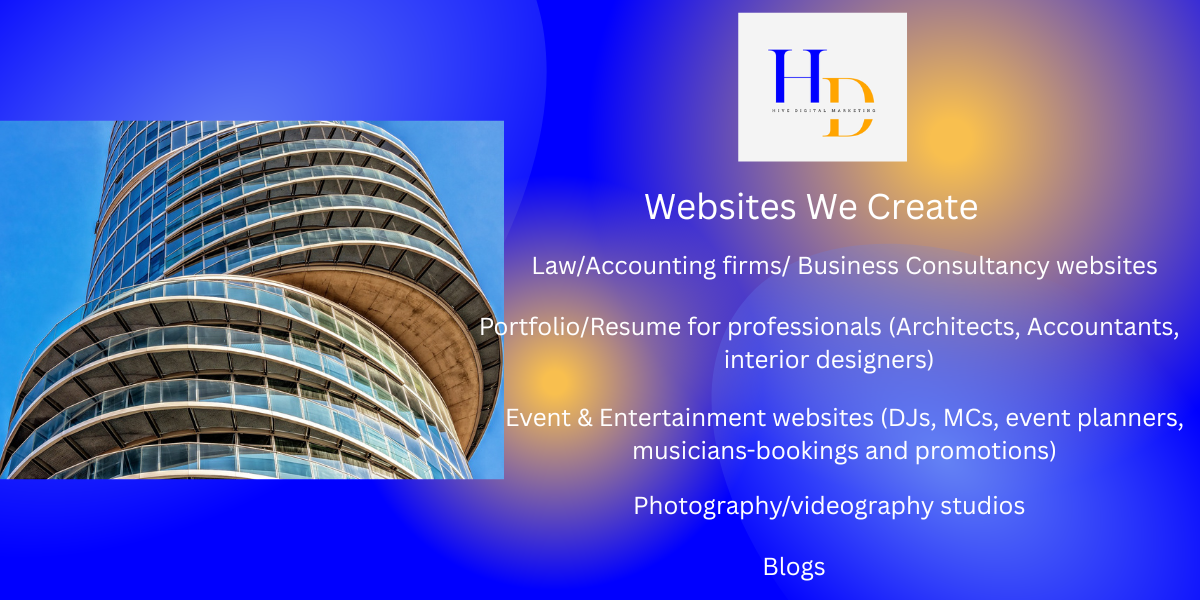 HD
HIVE DIGITAL MARKETING
Websites We Create
Law/Accounting firms/ Business Consultancy websites
Portfolio/Resume for professionals (Architects, Accountants,
interior designers)
Event & Entertainment websites (DJs, MCs, event planners,
musicians-bookings and promotions)
Photography/videography studios
Blogs